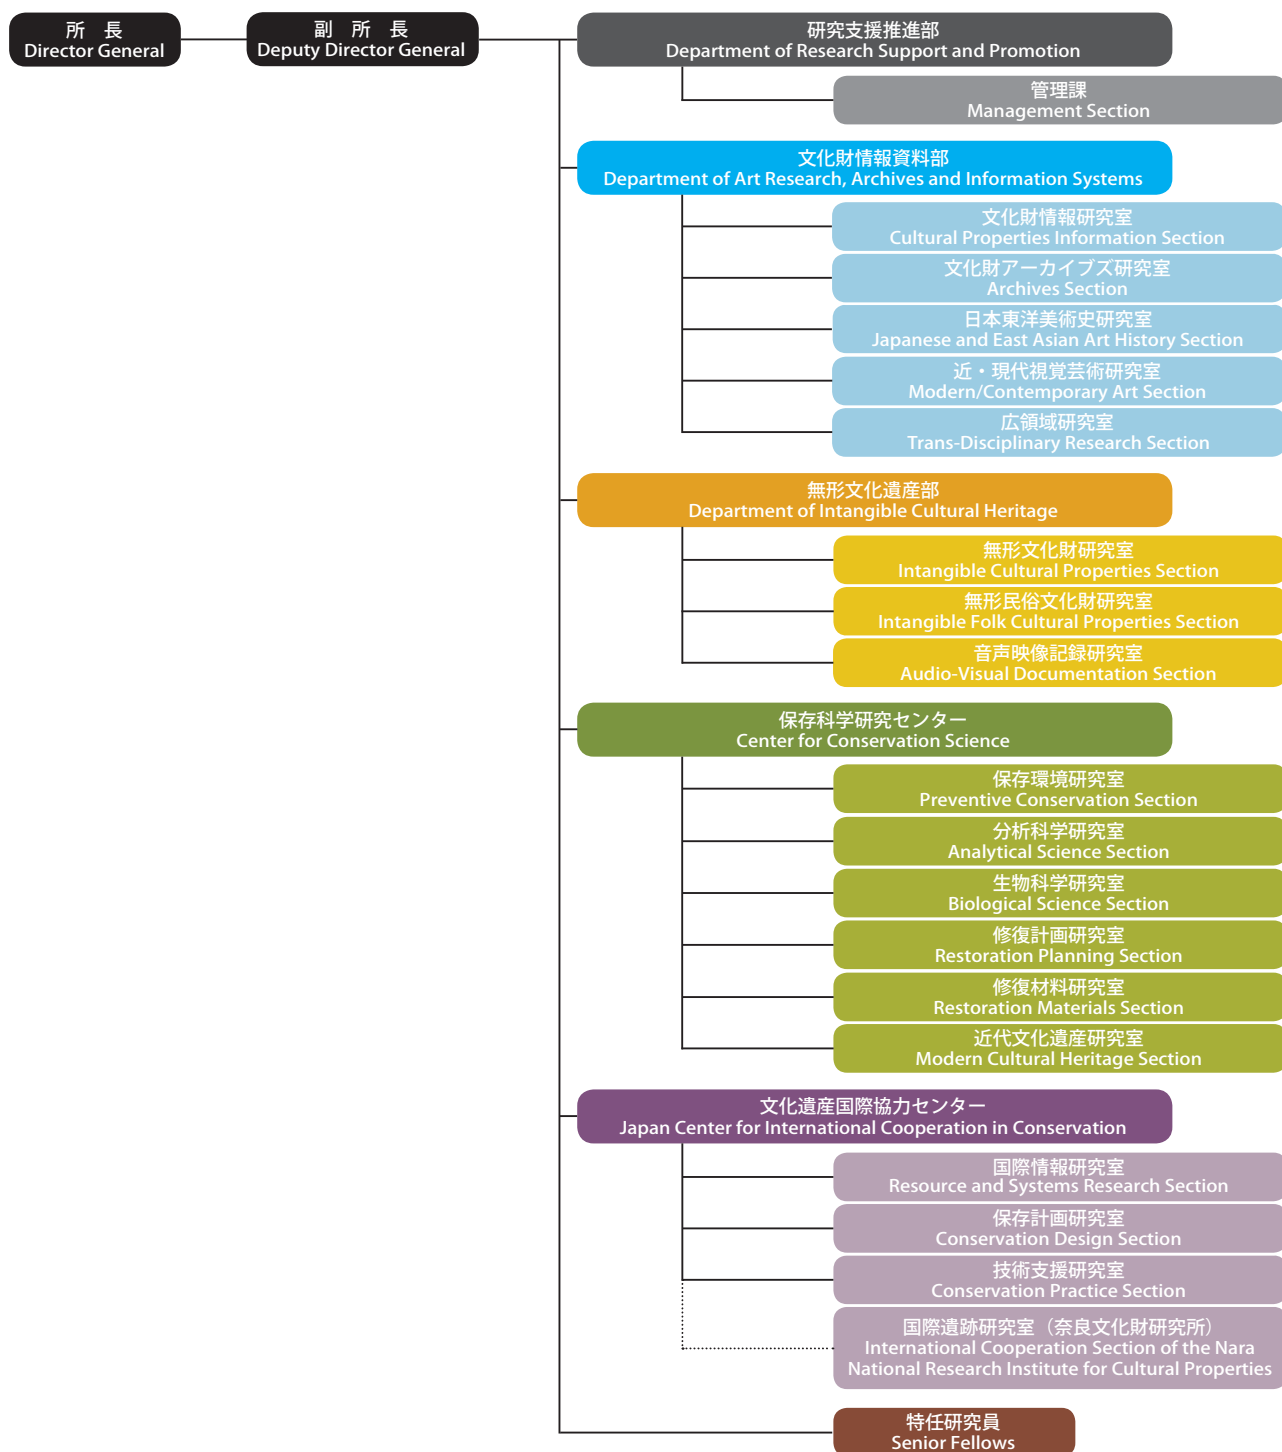 所　長
Director General
副　所　長
Deputy Director General
研究支援推進部
Department of Research Support and Promotion
管理課
Management Section
文化財情報資料部
Department of Art Research, Archives and Information Systems
文化財情報研究室
Cultural Properties Information Section
文化財アーカイブズ研究室
Archives Section
日本東洋美術史研究室
Japanese and East Asian Art History Section
近・現代視覚芸術研究室
Modern/Contemporary Art Section
広領域研究室
Trans-Disciplinary Research Section
無形文化遺産部
Department of Intangible Cultural Heritage
無形文化財研究室
Intangible Cultural Properties Section
無形民俗文化財研究室
Intangible Folk Cultural Properties Section
音声映像記録研究室
Audio-Visual Documentation Section
保存科学研究センター
Center for Conservation Science
保存環境研究室
Preventive Conservation Section
分析科学研究室
Analytical Science Section
生物科学研究室
Biological Science Section
修復計画研究室
Restoration Planning Section
修復材料研究室
Restoration Materials Section
近代文化遺産研究室
Modern Cultural Heritage Section
文化遺産国際協力センター
Japan Center for International Cooperation in Conservation
国際情報研究室
Resource and Systems Research Section
保存計画研究室
Conservation Design Section
技術支援研究室
Conservation Practice Section
国際遺跡研究室（奈良文化財研究所）
International Cooperation Section of the Nara
National Research Institute for Cultural Properties
特任研究員
Senior Fellows